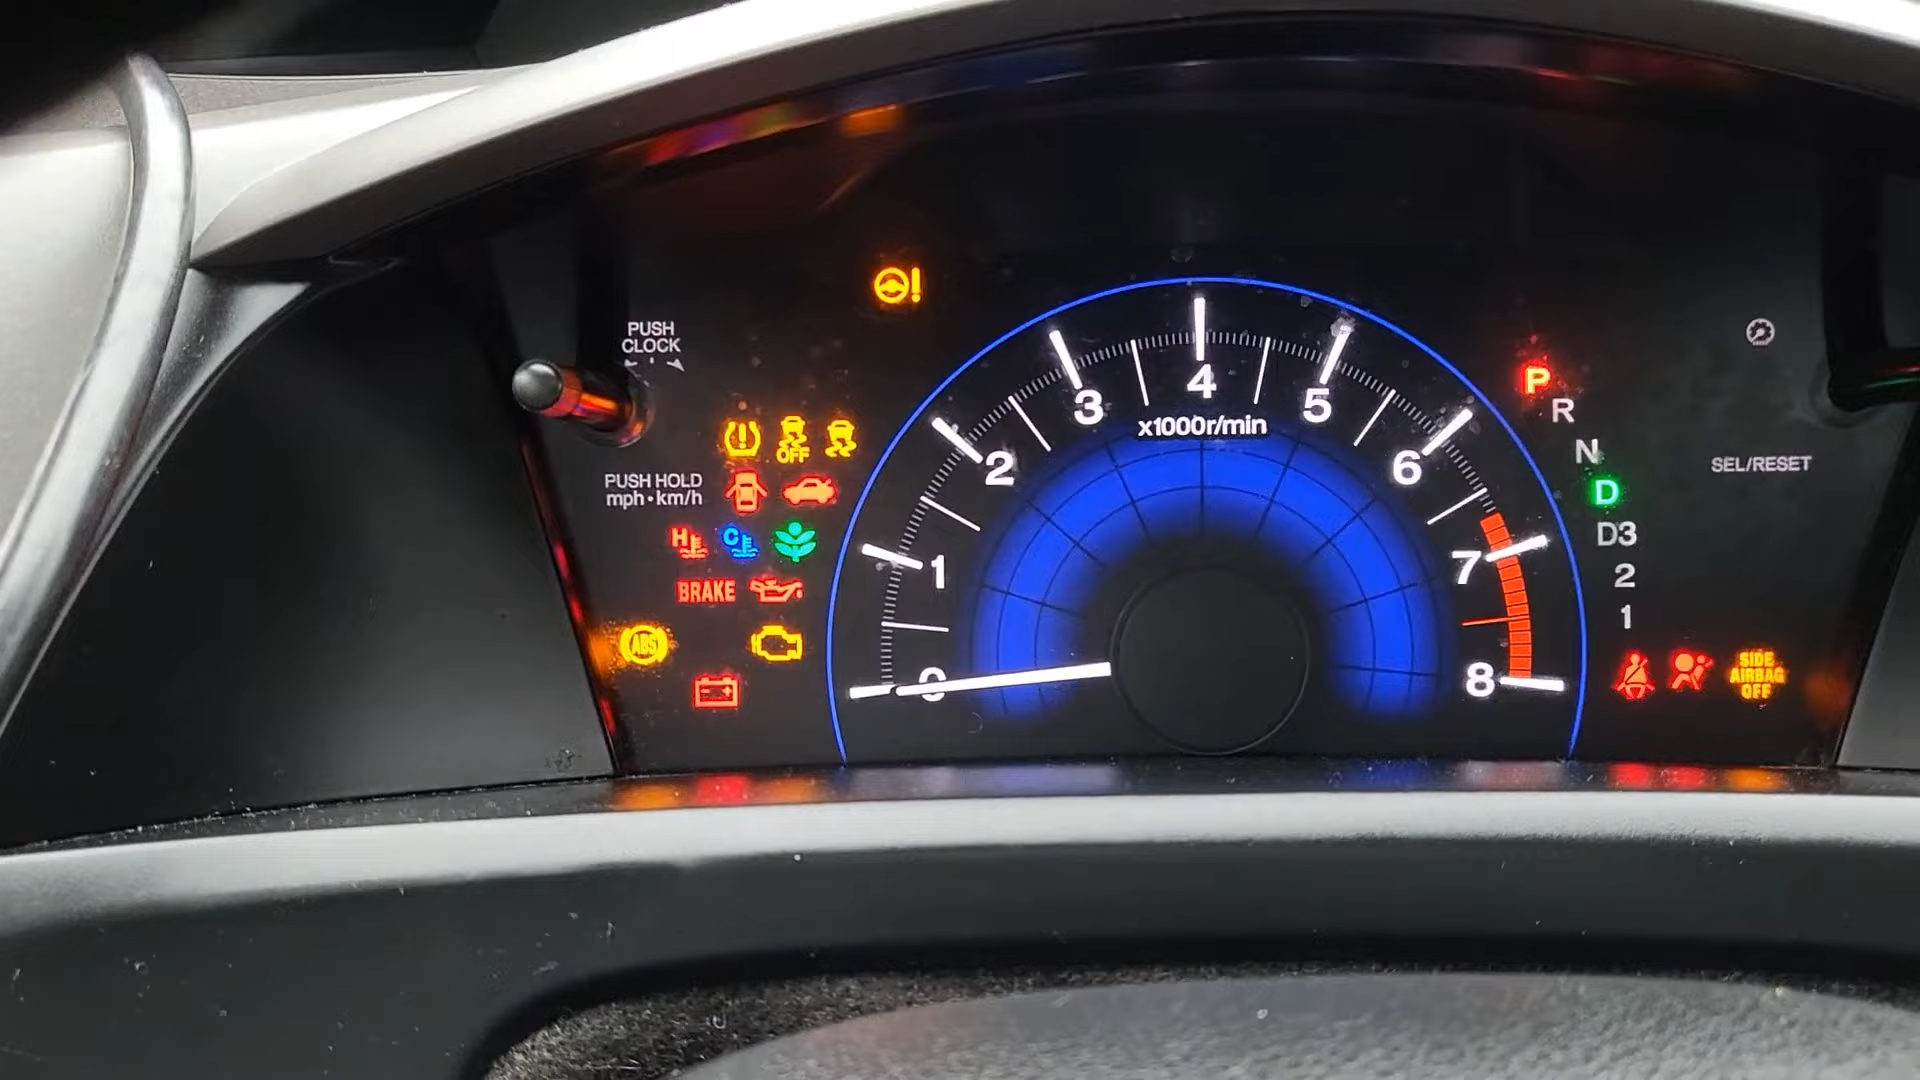 PUSH
CLOCK
OFF
PUSH HOLD
mph•km/h
H
C
BRAKE
ABS
0
1
2
3
4
5
6
7
8
x1000r/min
P
R
N
D
D3
2
1
SEL/RESET
SIDE
AIRBAG
OFF